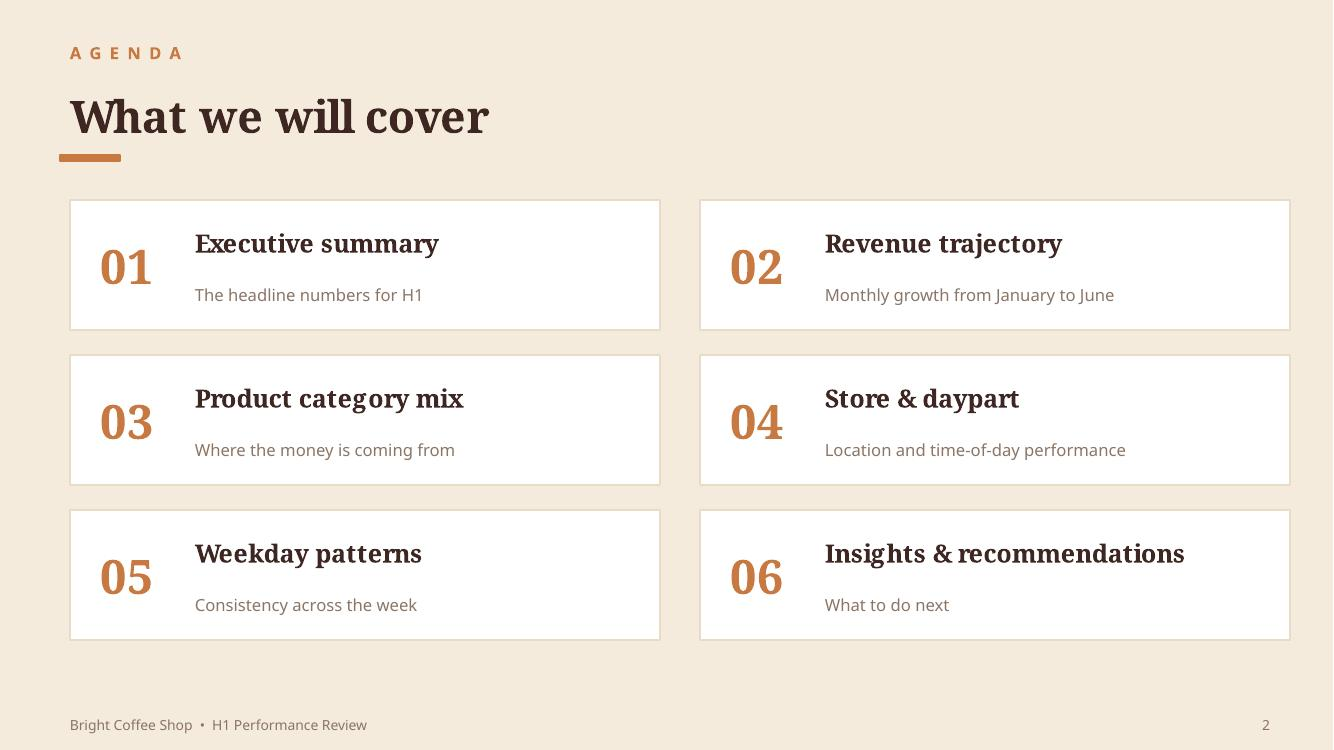 AGENDA
What we will cover
01
Executive summary
The headline numbers for H1
02
Revenue trajectory
Monthly growth from January to June
03
Product category mix
Where the money is coming from
04
Store & daypart
Location and time-of-day performance
05
Weekday patterns
Consistency across the week
06
Insights & recommendations
What to do next
Bright Coffee Shop • H1 Performance Review
2